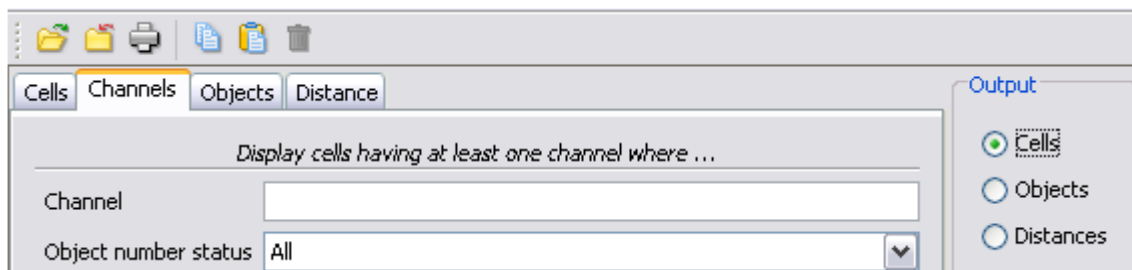 Cells Channels Objects Distance
Display cells having at least one channel where ...
Channel
Object number status All
Output
Cells
Objects
Distances